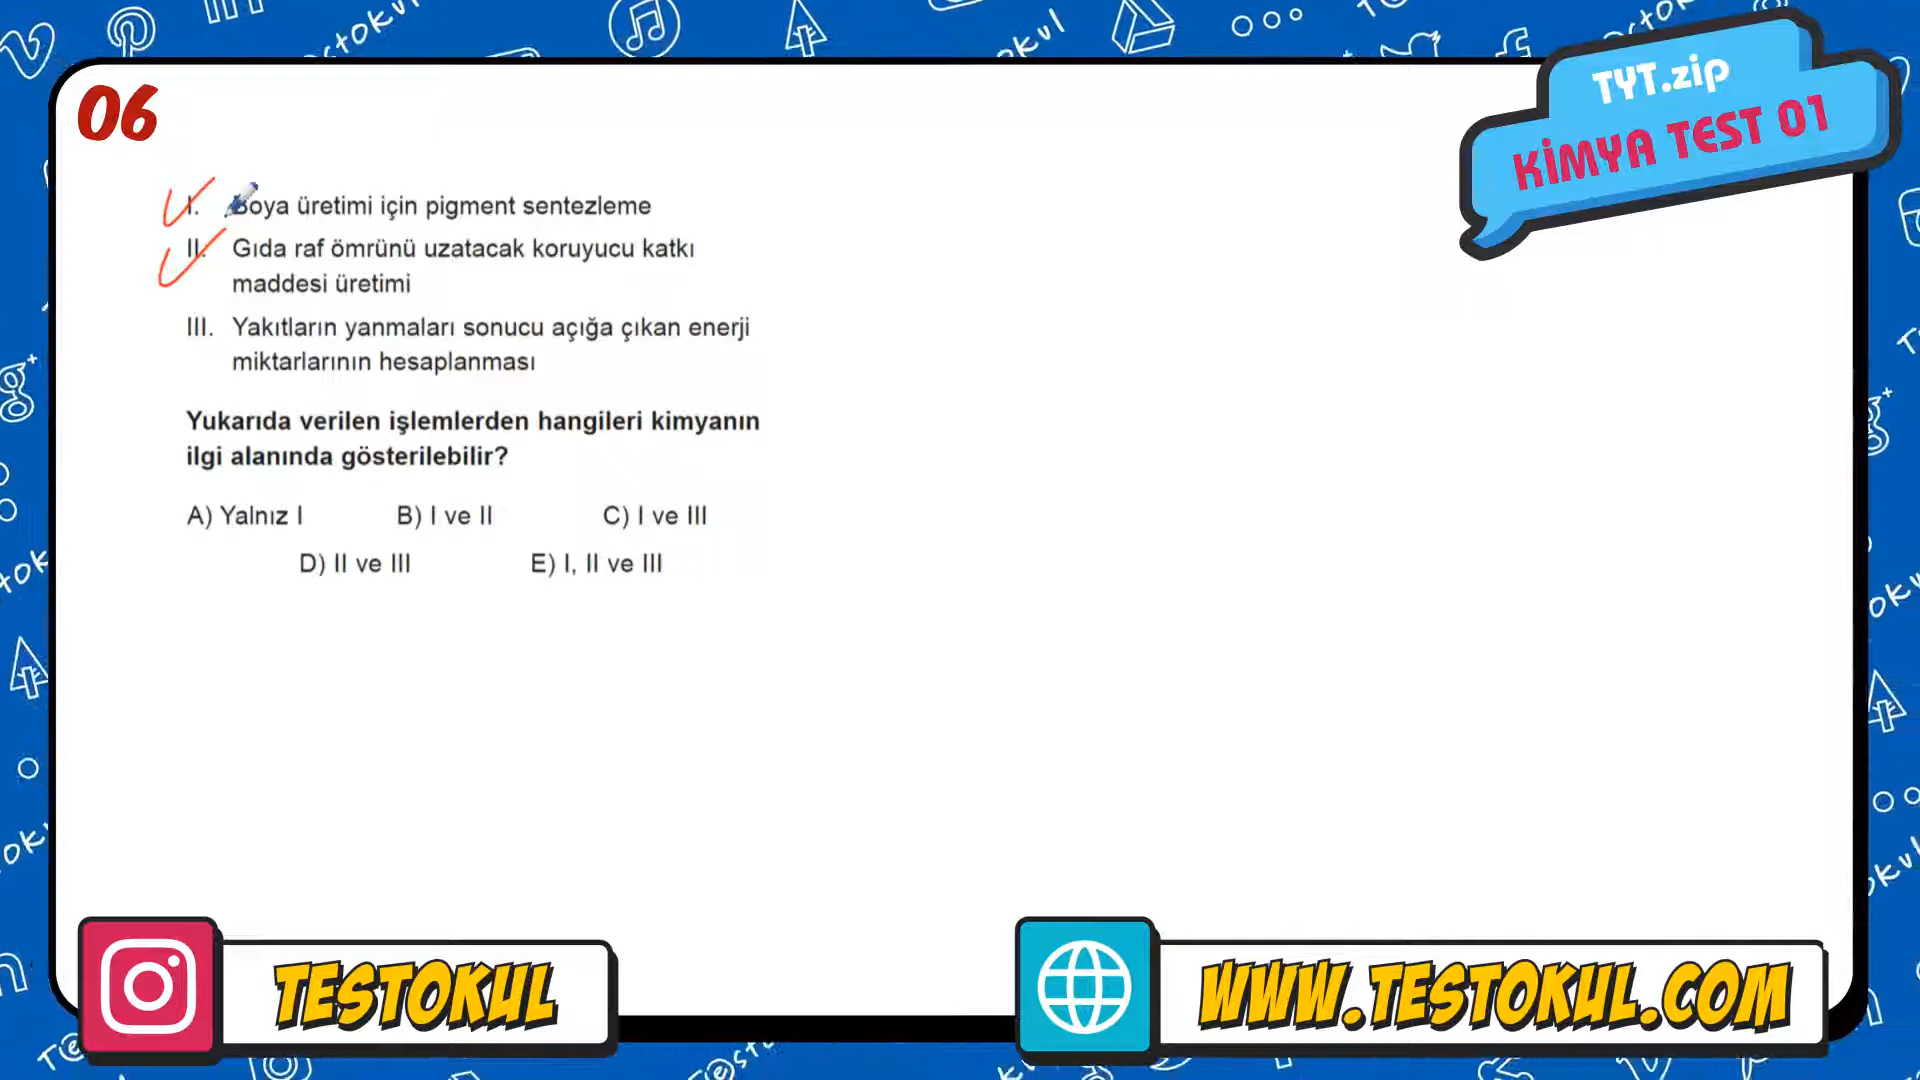 06
TYT.zip
KİMYA TEST 01
I. Boya üretimi için pigment sentezleme
II. Gıda raf ömrünü uzatacak koruyucu katkı
maddesi üretimi
III. Yakıtların yanmaları sonucu açığa çıkan enerji
miktarlarının hesaplanması
Yukarıda verilen işlemlerden hangileri kimyanın
ilgi alanında gösterilebilir?
A) Yalnız I B) I ve II C) I ve III
D) II ve III E) I, II ve III
TESTOKUL
WWW.TESTOKUL.COM